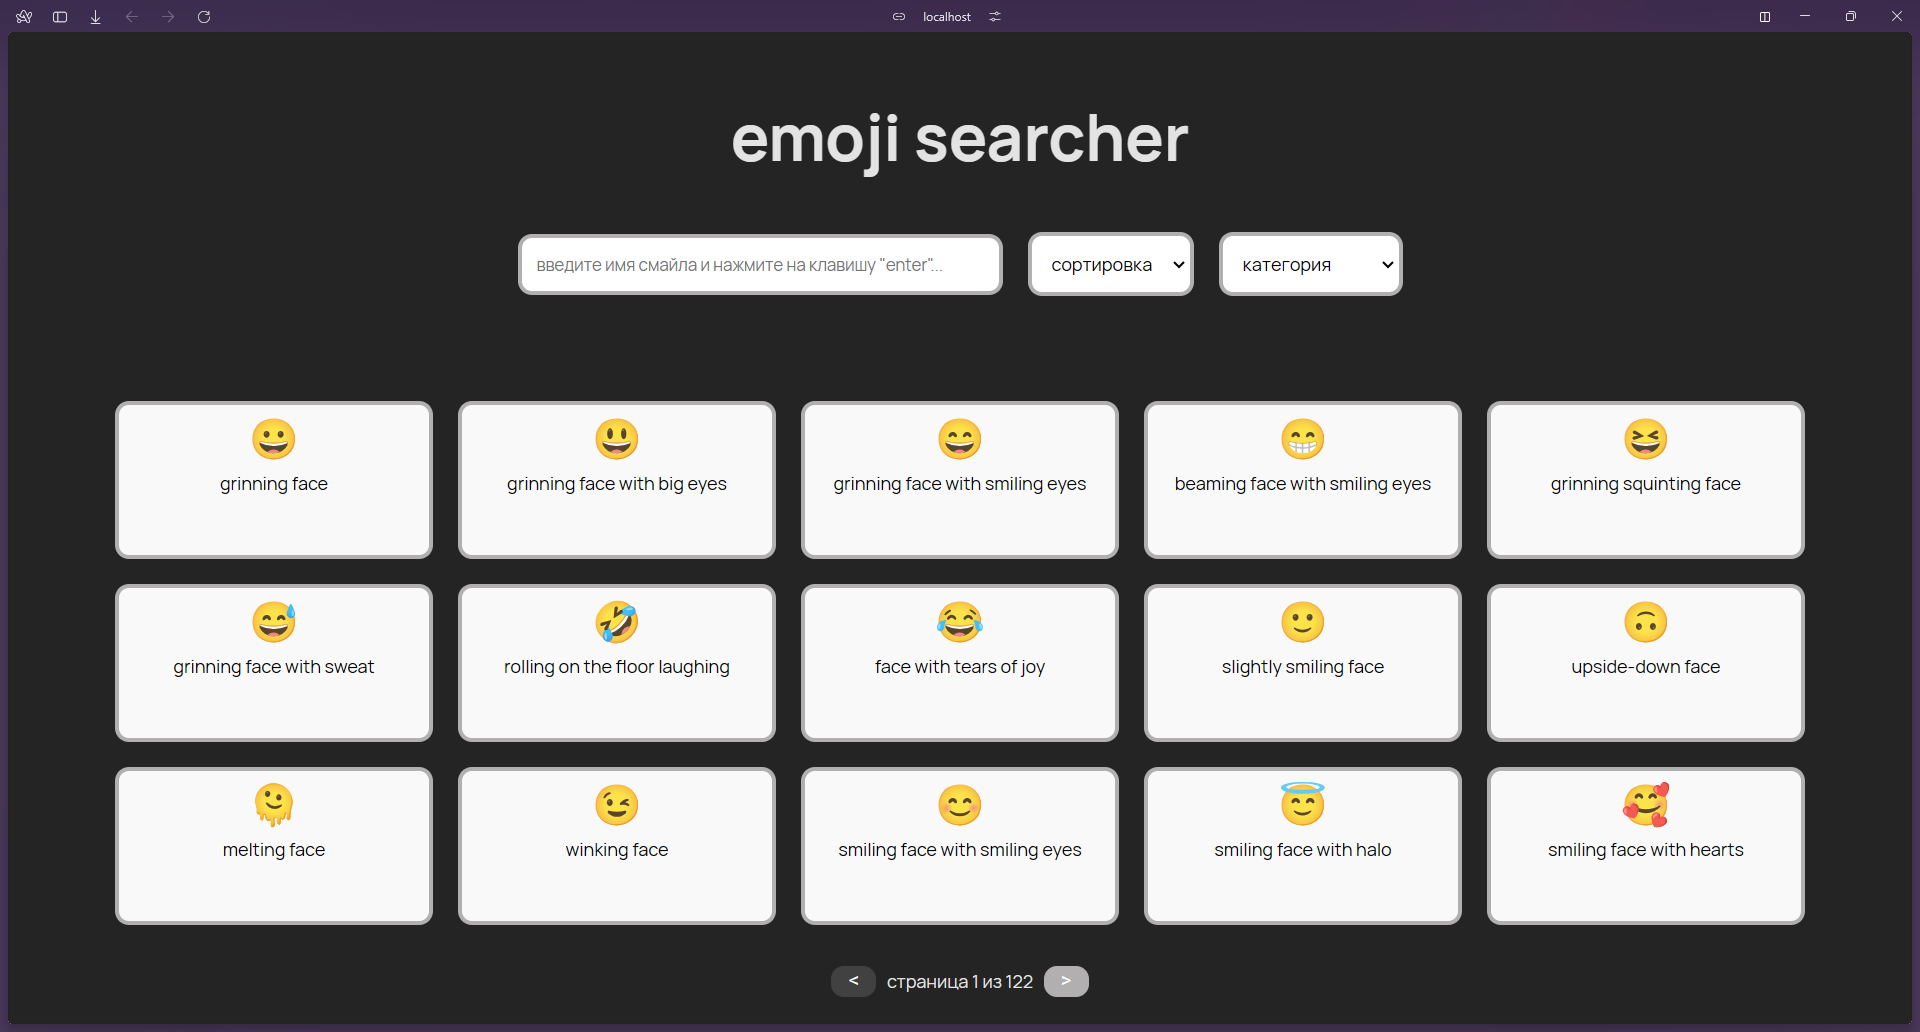 localhost
emoji searcher
введите имя смайла и нажмите на клавишу "enter"...
сортировка
категория
grinning face
grinning face with big eyes
grinning face with smiling eyes
beaming face with smiling eyes
grinning squinting face
grinning face with sweat
rolling on the floor laughing
face with tears of joy
slightly smiling face
upside-down face
melting face
winking face
smiling face with smiling eyes
smiling face with halo
smiling face with hearts
< страница 1 из 122 >